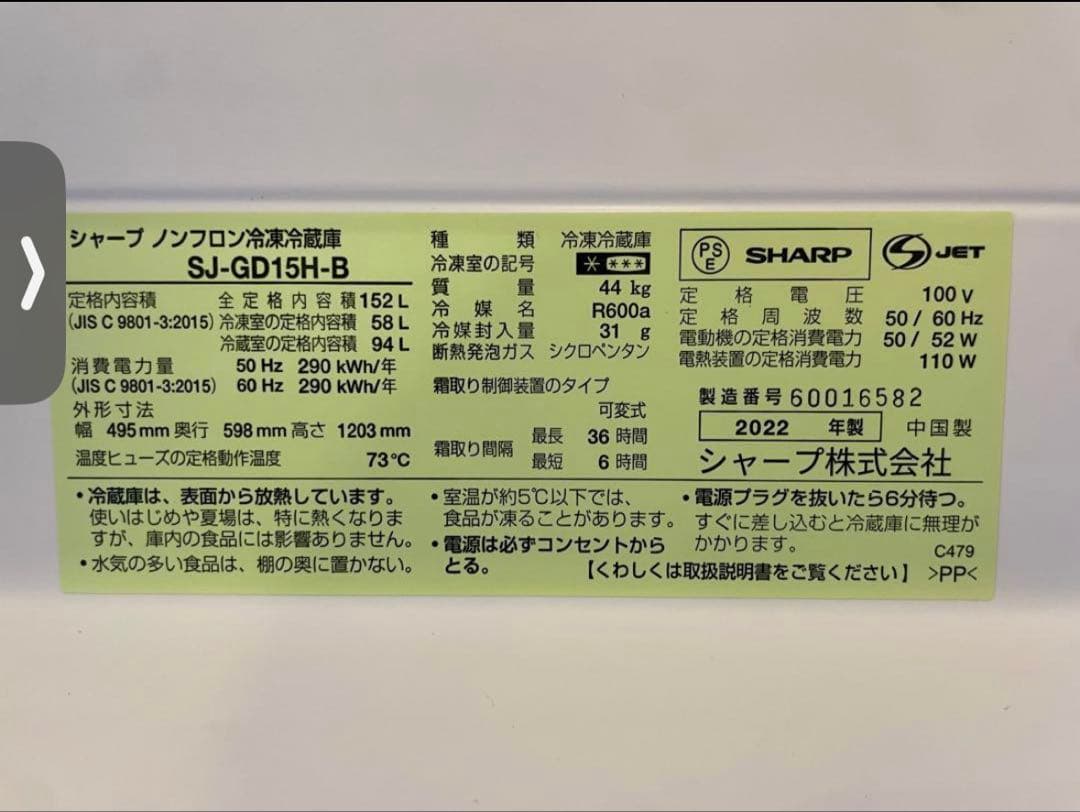 シャープ ノンフロン冷凍冷蔵庫
SJ-GD15H-B
定格内容積 全定格内容積 152 L
(JIS C 9801-3:2015) 冷凍室の定格内容積 58 L
冷蔵室の定格内容積 94 L
消費電力量 50 Hz 290 kWh/年
(JIS C 9801-3:2015) 60 Hz 290 kWh/年
外形寸法
幅 495 mm 奥行 598 mm 高さ 1203 mm
温度ヒューズの定格動作温度 73℃
種類 冷凍冷蔵庫
冷凍室の記号 * ***
質量 44 kg
冷媒名 R600a
冷媒封入量 31 g
断熱発泡ガス シクロペンタン
霜取り制御装置のタイプ
可変式
霜取り間隔 最長 36 時間
最短 6 時間
PSE SHARP JET
定格電圧 100 V
定格周波数 50 / 60 Hz
電動機の定格消費電力 50 / 52 W
電熱装置の定格消費電力 110 W
製造番号 60016582
2022 年製 中国製
シャープ株式会社
・冷蔵庫は、表面から放熱しています。
使いはじめや夏場は、特に熱くなりま
すが、庫内の食品には影響ありません。
・水気の多い食品は、棚の奥に置かない。
・室温が約5℃以下では、
食品が凍ることがあります。
・電源は必ずコンセントから
とる。
・電源プラグを抜いたら6分待つ。
すぐに差し込むと冷蔵庫に無理が
かかります。
C479
【くわしくは取扱説明書をご覧ください】 >PP<